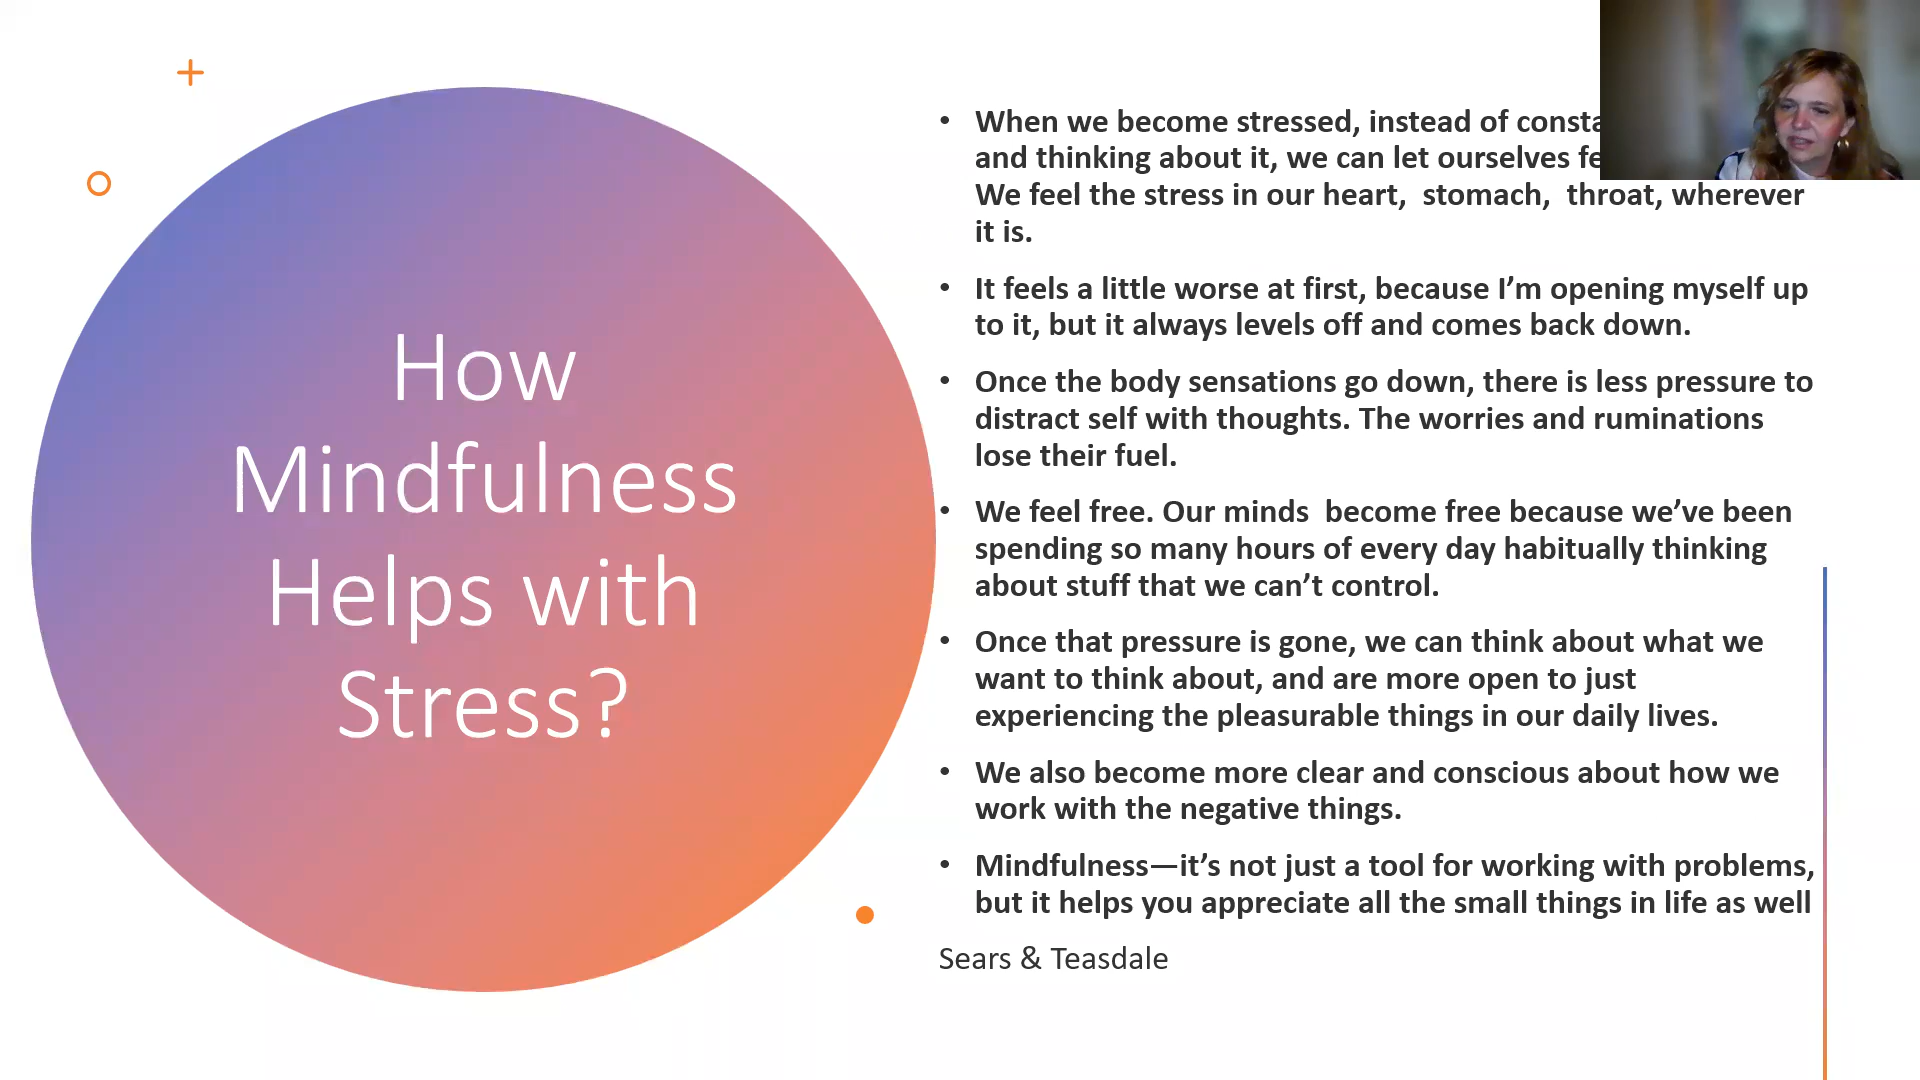 How
Mindfulness
Helps with
Stress?
• When we become stressed, instead of
and thinking about it, we can let ourselves
We feel the stress in our heart, stomach, throat, wherever
it is.
• It feels a little worse at first, because I’m opening myself up
to it, but it always levels off and comes back down.
• Once the body sensations go down, there is less pressure to
distract self with thoughts. The worries and ruminations
lose their fuel.
• We feel free. Our minds become free because we’ve been
spending so many hours of every day habitually thinking
about stuff that we can’t control.
• Once that pressure is gone, we can think about what we
want to think about, and are more open to just
experiencing the pleasurable things in our daily lives.
• We also become more clear and conscious about how we
work with the negative things.
• Mindfulness—it’s not just a tool for working with problems,
but it helps you appreciate all the small things in life as well
Sears & Teasdale